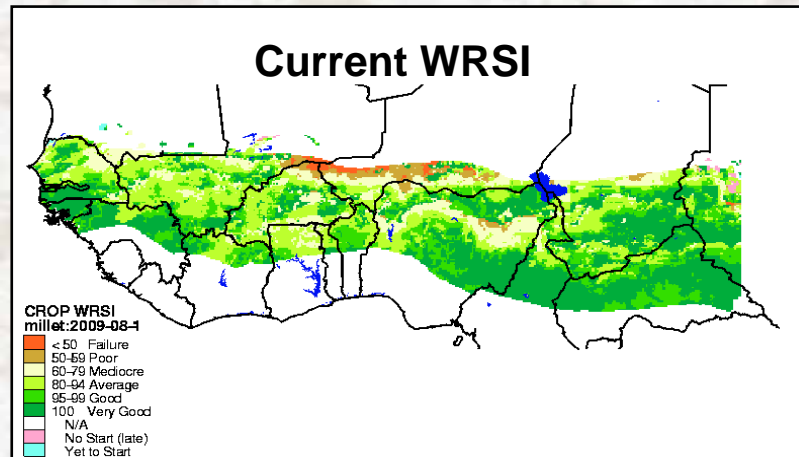 Current WRSI
CROP WRSI
millet:2009-08-1
<50 Failure
50-59 Poor
60-79 Mediocre
80-94 Average
95-99 Good
100 Very Good
N/A
No Start (late)
Yet to Start